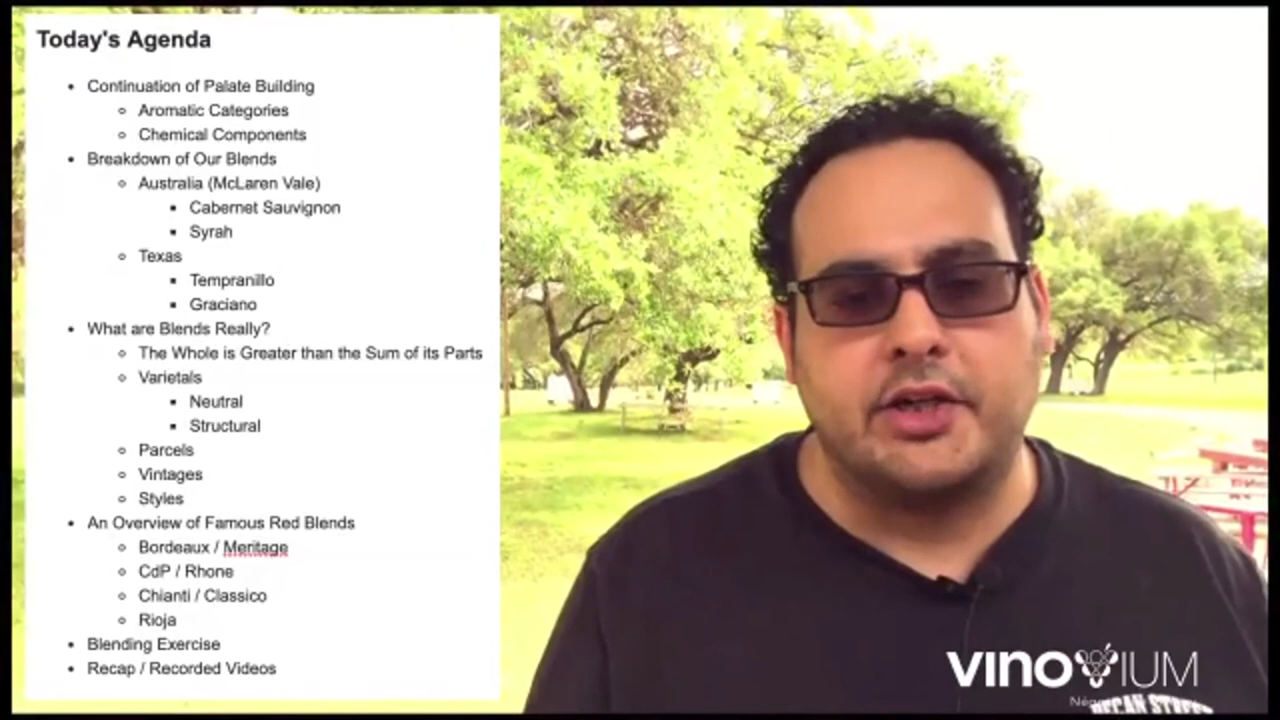 Today's Agenda
Continuation of Palate Building
Aromatic Categories
Chemical Components
Breakdown of Our Blends
Australia (McLaren Vale)
Cabernet Sauvignon
Syrah
Texas
Tempranillo
Graciano
What are Blends Really?
The Whole is Greater than the Sum of its Parts
Varietals
Neutral
Structural
Parcels
Vintages
Styles
An Overview of Famous Red Blends
Bordeaux / Meritage
CdP / Rhone
Chianti / Classico
Rioja
Blending Exercise
Recap / Recorded Videos
vinoVIUM
PECAN STREET